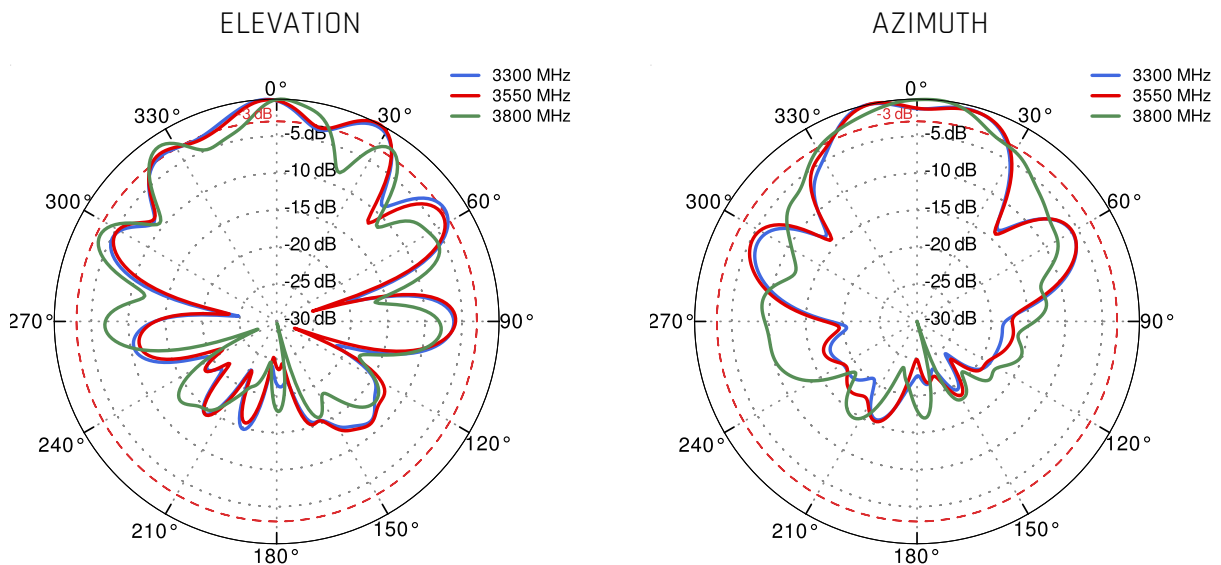 ELEVATION
3300 MHz
3550 MHz
3800 MHz
0°
330°
30°
3 dB
-5 dB
-10 dB
300°
60°
-15 dB
-20 dB
-25 dB
270°
-30 dB
90°
240°
120°
210°
150°
180°
AZIMUTH
3300 MHz
3550 MHz
3800 MHz
0°
330°
30°
-3 dB
-5 dB
-10 dB
300°
60°
-15 dB
-20 dB
-25 dB
270°
-30 dB
90°
240°
120°
210°
150°
180°